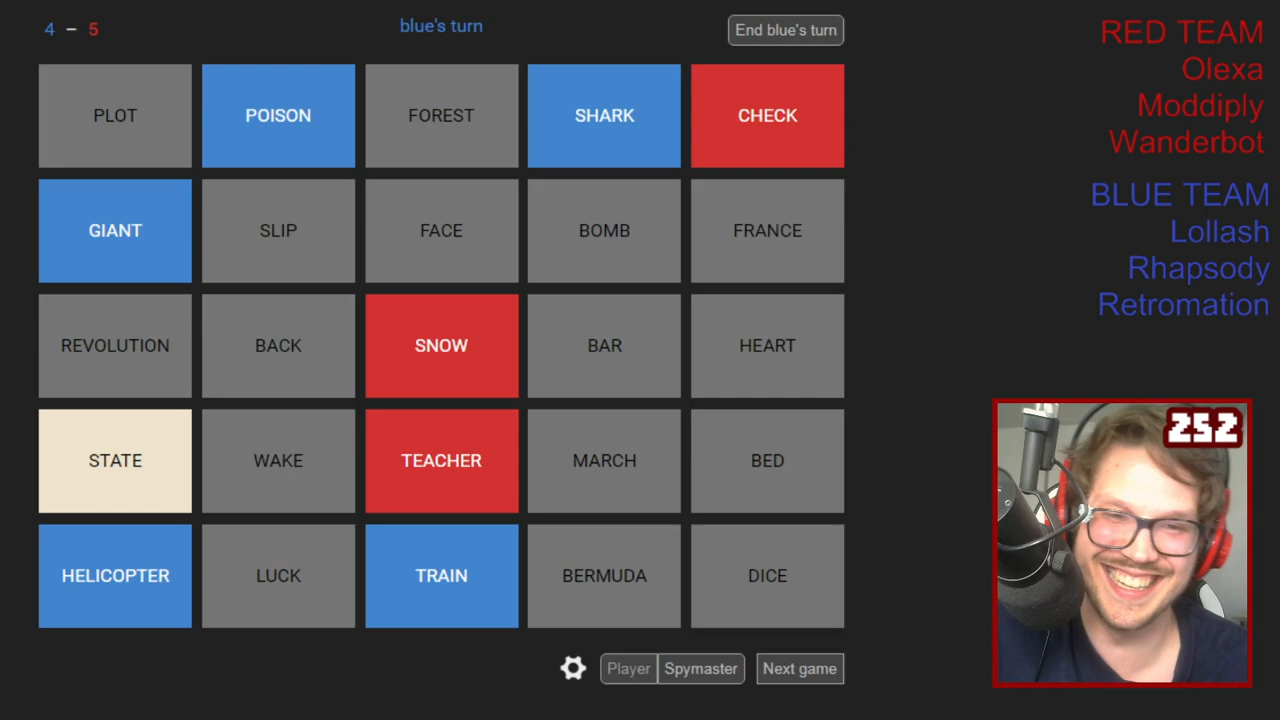 4 – 5
blue's turn
End blue's turn
RED TEAM
Olexa
Moddiply
Wanderbot
BLUE TEAM
Lollash
Rhapsody
Retromation
PLOT
POISON
FOREST
SHARK
CHECK
GIANT
SLIP
FACE
BOMB
FRANCE
REVOLUTION
BACK
SNOW
BAR
HEART
STATE
WAKE
TEACHER
MARCH
BED
HELICOPTER
LUCK
TRAIN
BERMUDA
DICE
252
Player
Spymaster
Next game